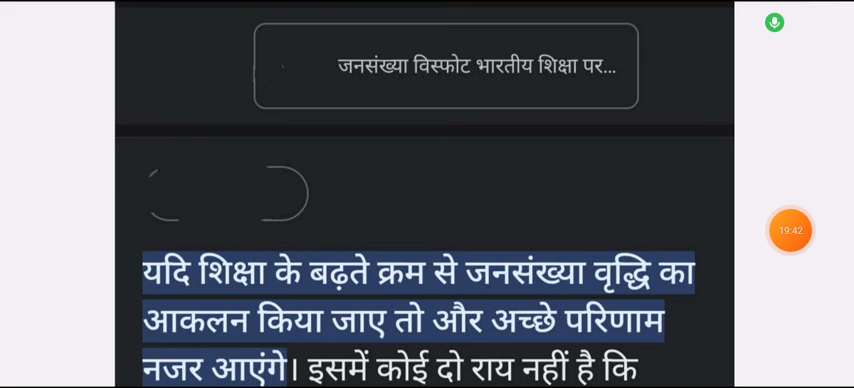 जनसंख्या विस्फोट भारतीय शिक्षा पर...
यदि शिक्षा के बढ़ते क्रम से जनसंख्या वृद्धि का
आकलन किया जाए तो और अच्छे परिणाम
19:42
नजर आएंगे। इसमें कोई दो राय नहीं है कि